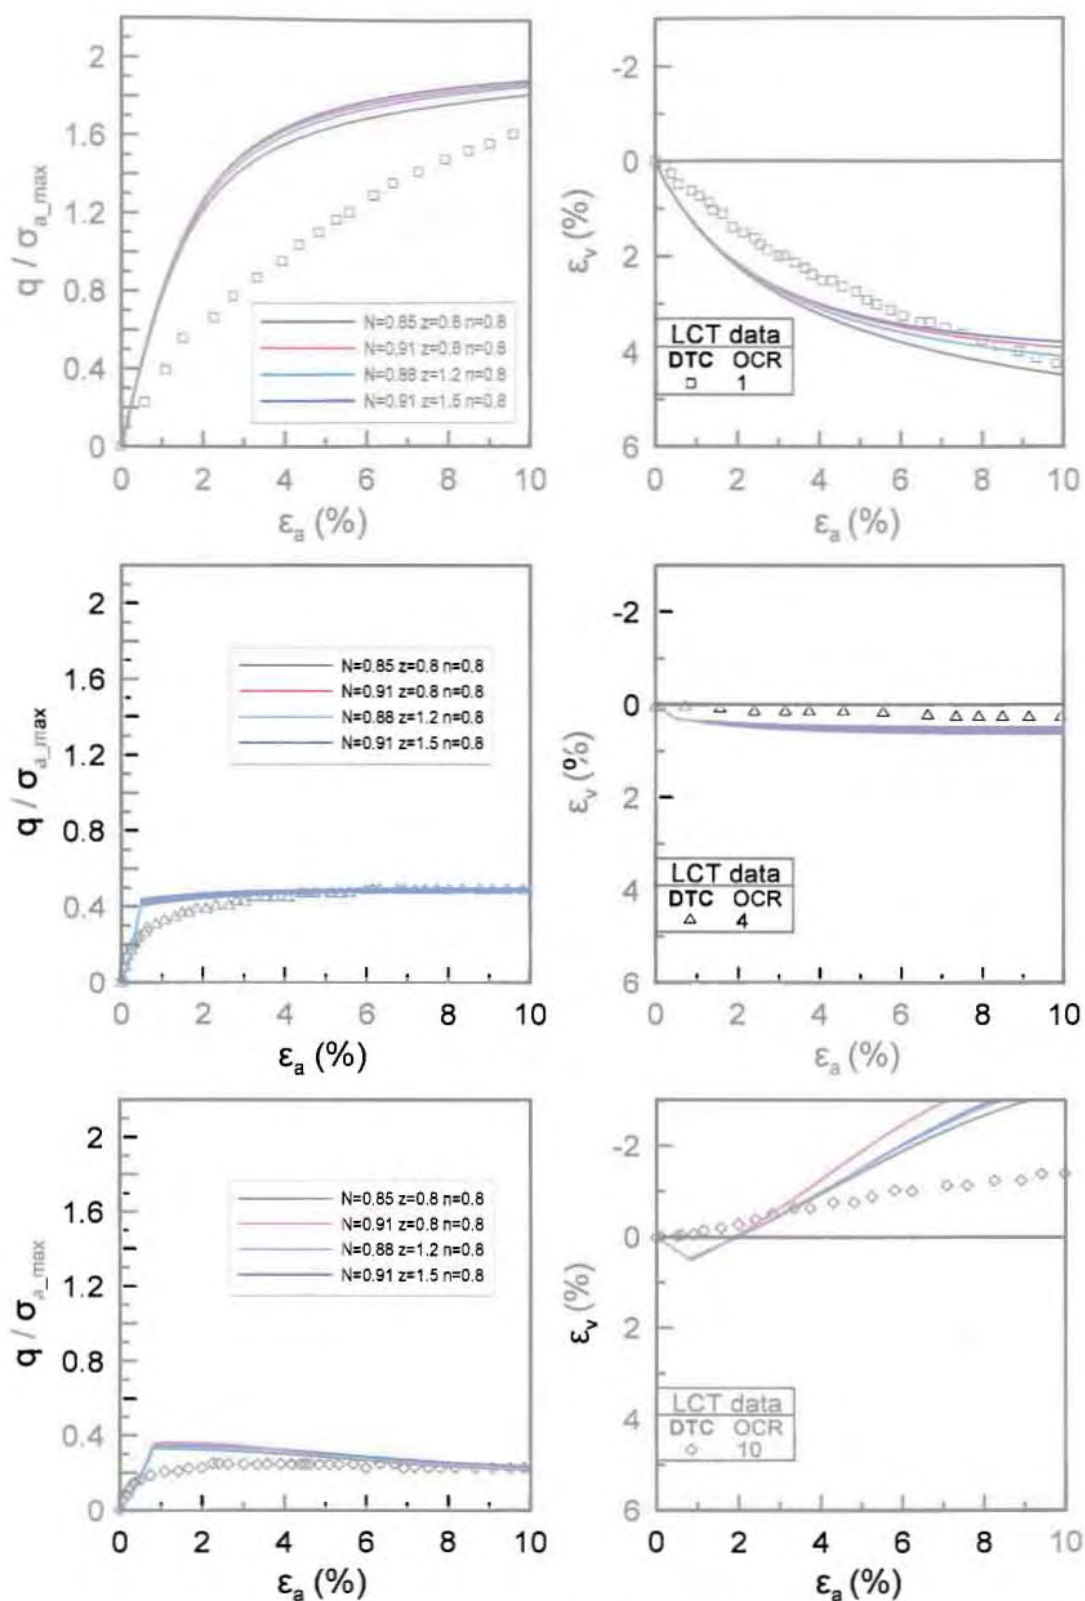 2
1.6
1.2
0.8
0.4
0
q / σa_max
N=0.85 z=0.8 n=0.8
N=0.91 z=0.8 n=0.8
N=0.88 z=1.2 n=0.8
N=0.91 z=1.5 n=0.8
0 2 4 6 8 10
εa (%)
-2
0
2
4
6
εv (%)
LCT data
DTC OCR
□ 1
0 2 4 6 8 10
εa (%)
2
1.6
1.2
0.8
0.4
0
q / σa_max
N=0.85 z=0.8 n=0.8
N=0.91 z=0.8 n=0.8
N=0.88 z=1.2 n=0.8
N=0.91 z=1.5 n=0.8
0 2 4 6 8 10
εa (%)
-2
0
2
4
6
εv (%)
LCT data
DTC OCR
△ 4
0 2 4 6 8 10
εa (%)
2
1.6
1.2
0.8
0.4
0
q / σa_max
N=0.85 z=0.8 n=0.8
N=0.91 z=0.8 n=0.8
N=0.88 z=1.2 n=0.8
N=0.91 z=1.5 n=0.8
0 2 4 6 8 10
εa (%)
-2
0
2
4
6
εv (%)
LCT data
DTC OCR
◇ 10
0 2 4 6 8 10
εa (%)